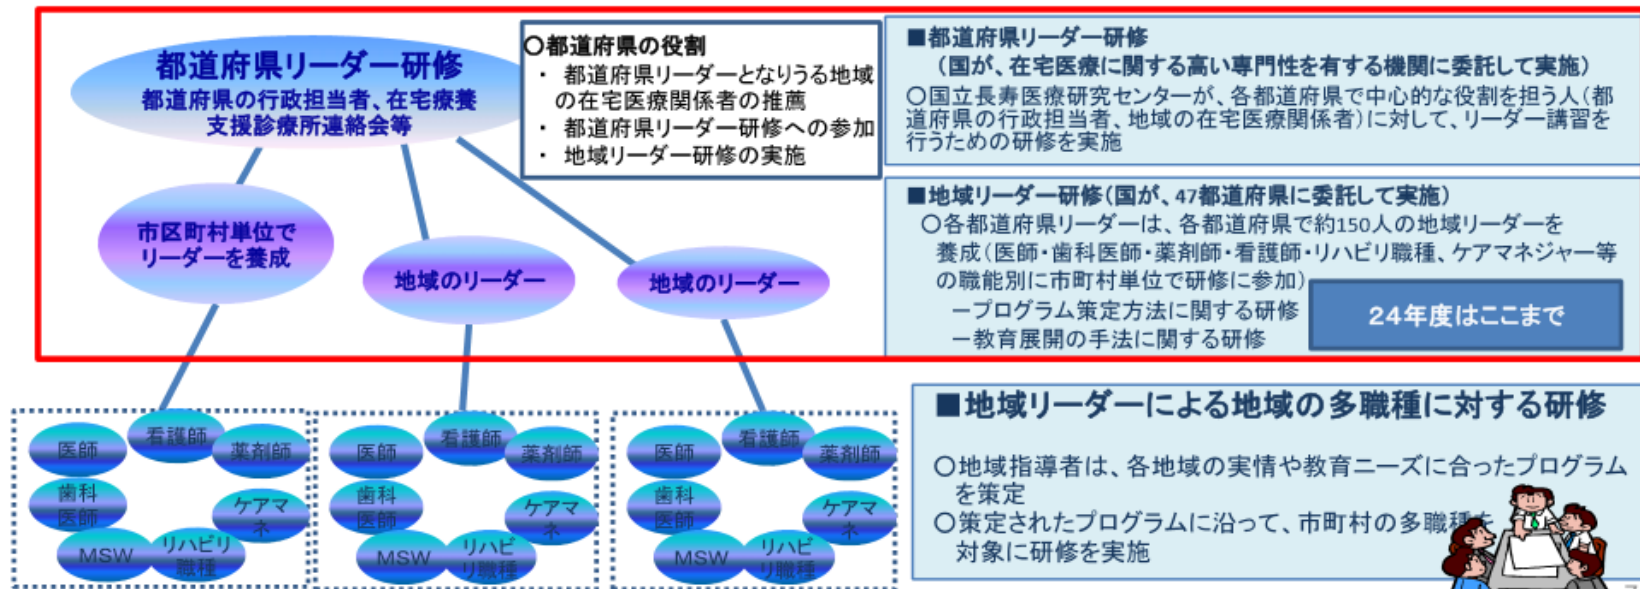 都道府県リーダー研修
都道府県の行政担当者、在宅療養
支援診療所連絡会等
〇都道府県の役割
・ 都道府県リーダーとなりうる地域
の在宅医療関係者の推薦
・ 都道府県リーダー研修への参加
・ 地域リーダー研修の実施
■都道府県リーダー研修
（国が、在宅医療に関する高い専門性を有する機関に委託して実施）
〇国立長寿医療研究センターが、各都道府県で中心的な役割を担う人（都
道府県の行政担当者、地域の在宅医療関係者）に対して、リーダー講習を
行うための研修を実施
市区町村単位で
リーダーを養成
地域のリーダー
地域のリーダー
■地域リーダー研修（国が、47都道府県に委託して実施）
〇各都道府県リーダーは、各都道府県で約150人の地域リーダーを
養成（医師・歯科医師・薬剤師・看護師・リハビリ職種、ケアマネジャー等
の職能別に市町村単位で研修に参加）
－プログラム策定方法に関する研修
－教育展開の手法に関する研修
２４年度はここまで
医師
看護師
薬剤師
歯科
医師
ケアマ
ネ
MSW
リハビリ
職種
医師
看護師
薬剤師
歯科
医師
ケアマ
ネ
MSW
リハビ
リ職種
医師
看護師
薬剤師
歯科
医師
ケアマ
ネ
MSW
リハビ
リ職種
■地域リーダーによる地域の多職種に対する研修
〇地域指導者は、各地域の実情や教育ニーズに合ったプログラム
を策定
〇策定されたプログラムに沿って、市町村の多職種を
対象に研修を実施